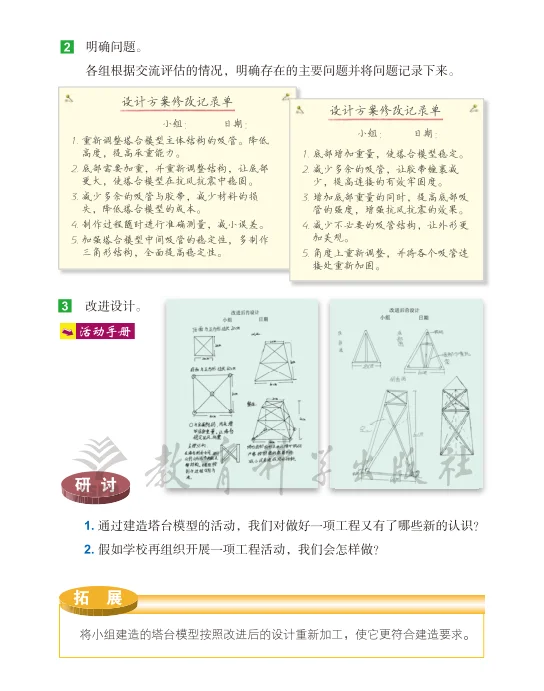 2 明确问题。
各组根据交流评估的情况，明确存在的主要问题并将问题记录下来。
设计方案修改记录单
小组： 日期：
1. 重新调整塔台模型主体结构的吸管。降低
高度，提高承重能力。
2. 底部需要加重，并重新调整结构，让底部
更大，使塔台模型在抗风抗震中稳固。
3. 减少多余的吸管与胶带，减少材料的损
失，降低塔台模型的成本。
4. 制作过程随时进行准确测量，减小误差。
5. 加强塔台模型中间吸管的稳定性，多制作
三角形结构，全面提高稳定性。
设计方案修改记录单
小组： 日期：
1. 底部增加重量，使塔台模型稳定。
2. 减少多余的吸管，让胶带缠裹减
少，提高连接的有效牢固度。
3. 增加底部重量的同时，提高底部吸
管的强度，增强抗风抗震的效果。
4. 减少不必要的吸管结构，让外形更
加美观。
5. 角度上重新调整，并将各个吸管连
接处重新加固。
3 改进设计。
活动手册
改进后的设计
小组 日期
改进后的设计
小组 日期
教育科学出版社
研讨
1. 通过建造塔台模型的活动，我们对做好一项工程又有了哪些新的认识？
2. 假如学校再组织开展一项工程活动，我们会怎样做？
拓展
将小组建造的塔台模型按照改进后的设计重新加工，使它更符合建造要求。